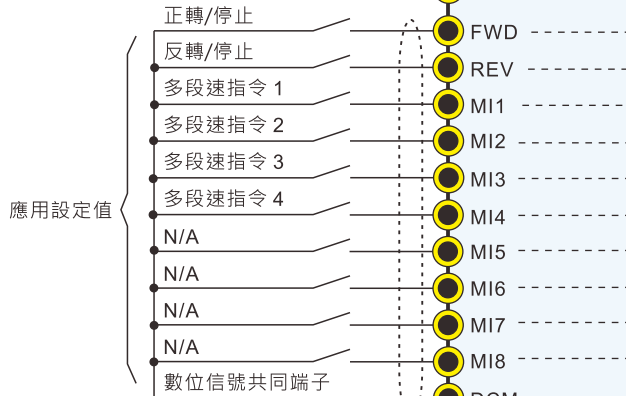 正轉/停止
FWD
反轉/停止
REV
多段速指令 1
MI1
多段速指令 2
MI2
多段速指令 3
MI3
多段速指令 4
MI4
應用設定值
N/A
MI5
N/A
MI6
N/A
MI7
N/A
MI8
數位信號共同端子
DCM